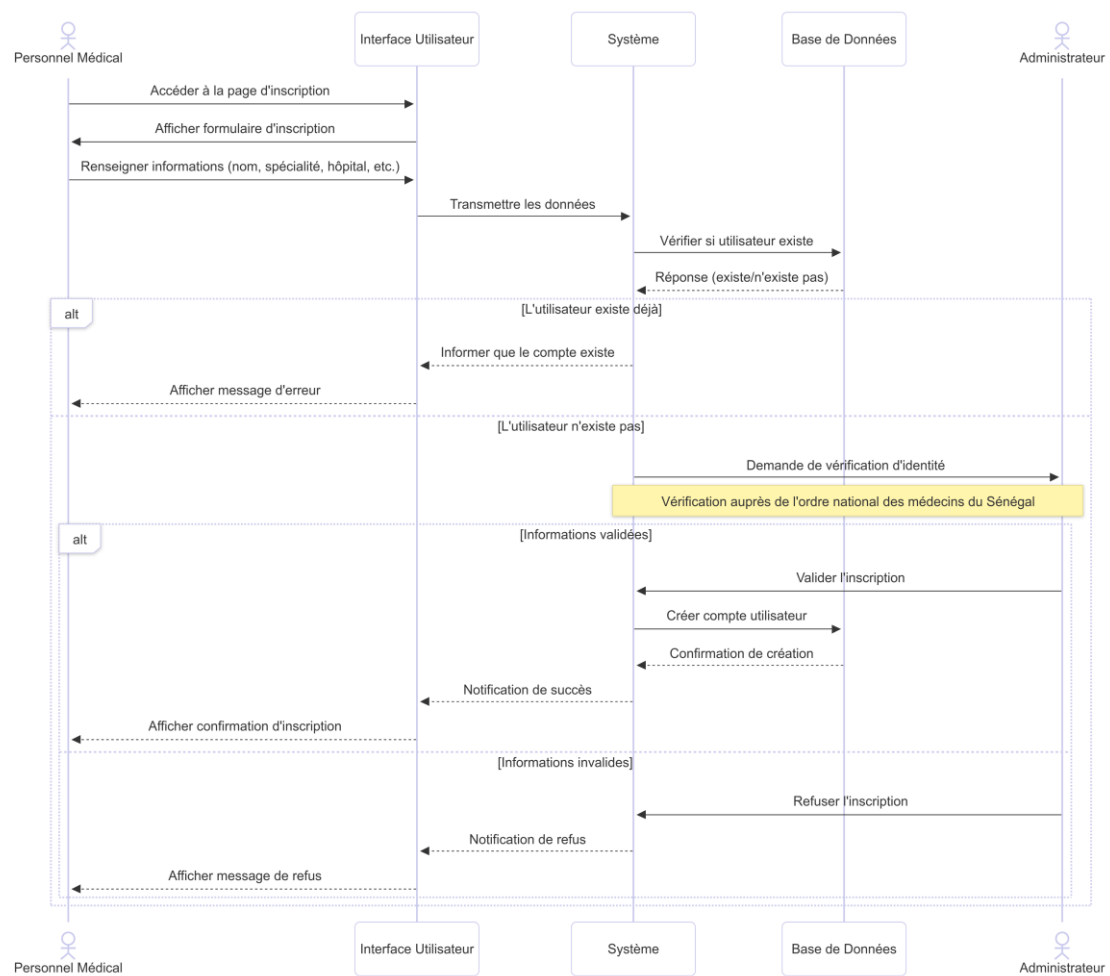 Personnel Médical
Interface Utilisateur
Système
Base de Données
Administrateur
Accéder à la page d'inscription
Afficher formulaire d'inscription
Renseigner informations (nom, spécialité, hôpital, etc.)
Transmettre les données
Vérifier si utilisateur existe
Réponse (existe/n'existe pas)
alt
[L'utilisateur existe déjà]
Informer que le compte existe
Afficher message d'erreur
[L'utilisateur n'existe pas]
Demande de vérification d'identité
Vérification auprès de l'ordre national des médecins du Sénégal
alt
[Informations validées]
Valider l'inscription
Créer compte utilisateur
Confirmation de création
Notification de succès
Afficher confirmation d'inscription
[Informations invalides]
Refuser l'inscription
Notification de refus
Afficher message de refus
Personnel Médical
Interface Utilisateur
Système
Base de Données
Administrateur